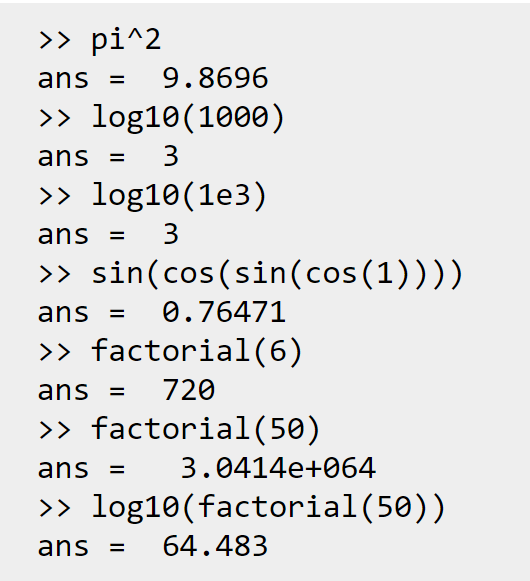 >> pi^2
ans =  9.8696
>> log10(1000)
ans =  3
>> log10(1e3)
ans =  3
>> sin(cos(sin(cos(1))))
ans =  0.76471
>> factorial(6)
ans =  720
>> factorial(50)
ans =   3.0414e+064
>> log10(factorial(50))
ans =  64.483